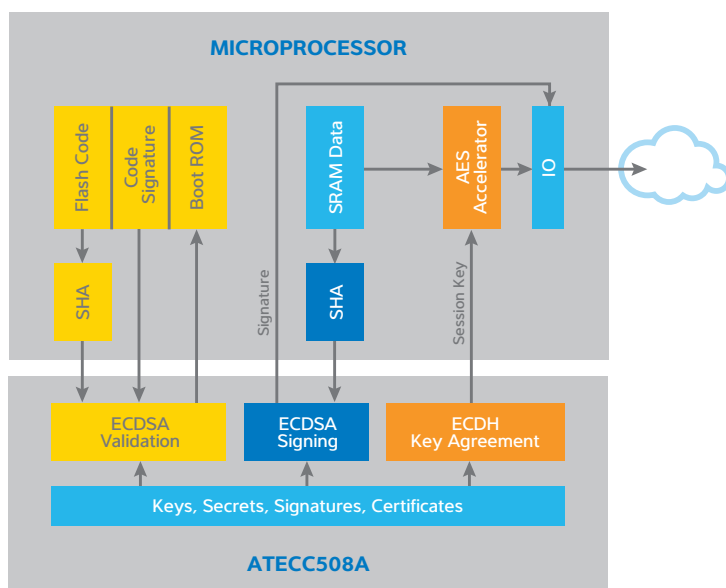 MICROPROCESSOR
Flash Code
Code
Signature
Boot ROM
SRAM Data
AES
Accelerator
IO
SHA
Signature
SHA
Session Key
ECDSA
Validation
ECDSA
Signing
ECDH
Key Agreement
Keys, Secrets, Signatures, Certificates
ATECC508A